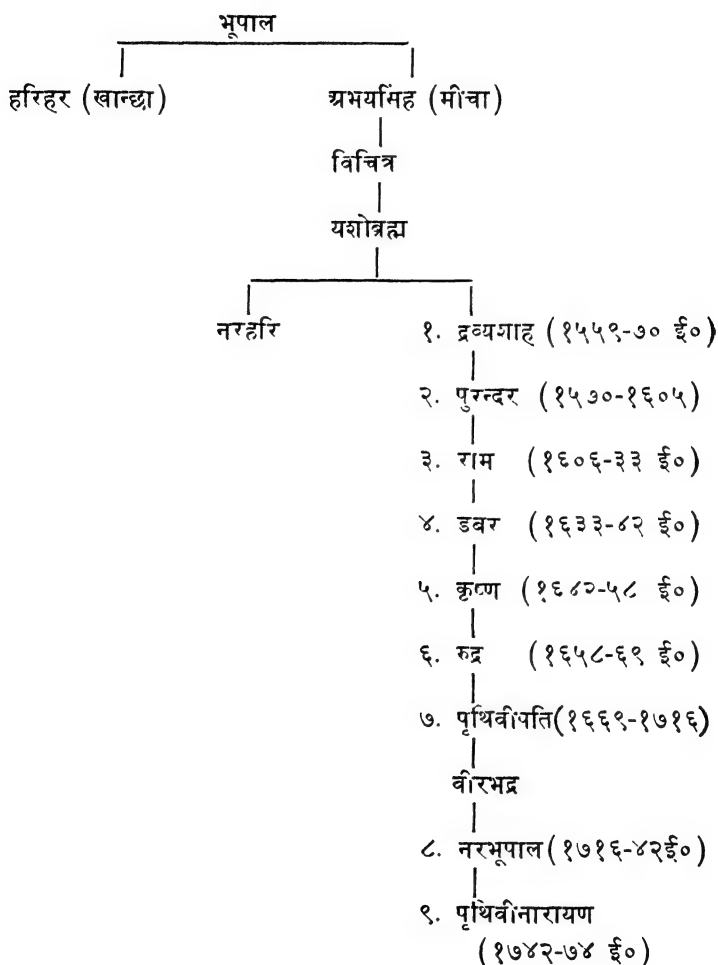 भूपाल
हरिहर (खान्छा) अभयसिंह (मींचा)
विचित्र
यशोब्रह्म
नरहरि १. द्रव्यशाह (१५५९-७० ई०)
२. पुरन्दर (१५७०-१६०५)
३. राम (१६०६-३३ ई०)
४. डबर (१६३३-४२ ई०)
५. कृष्ण (१६४२-५८ ई०)
६. रुद्र (१६५८-६९ ई०)
७. पृथिवीपति(१६६९-१७१६)
वीरभद्र
८. नरभूपाल(१७१६-४२ई०)
९. पृथिवीनारायण
(१७४२-७४ ई०)